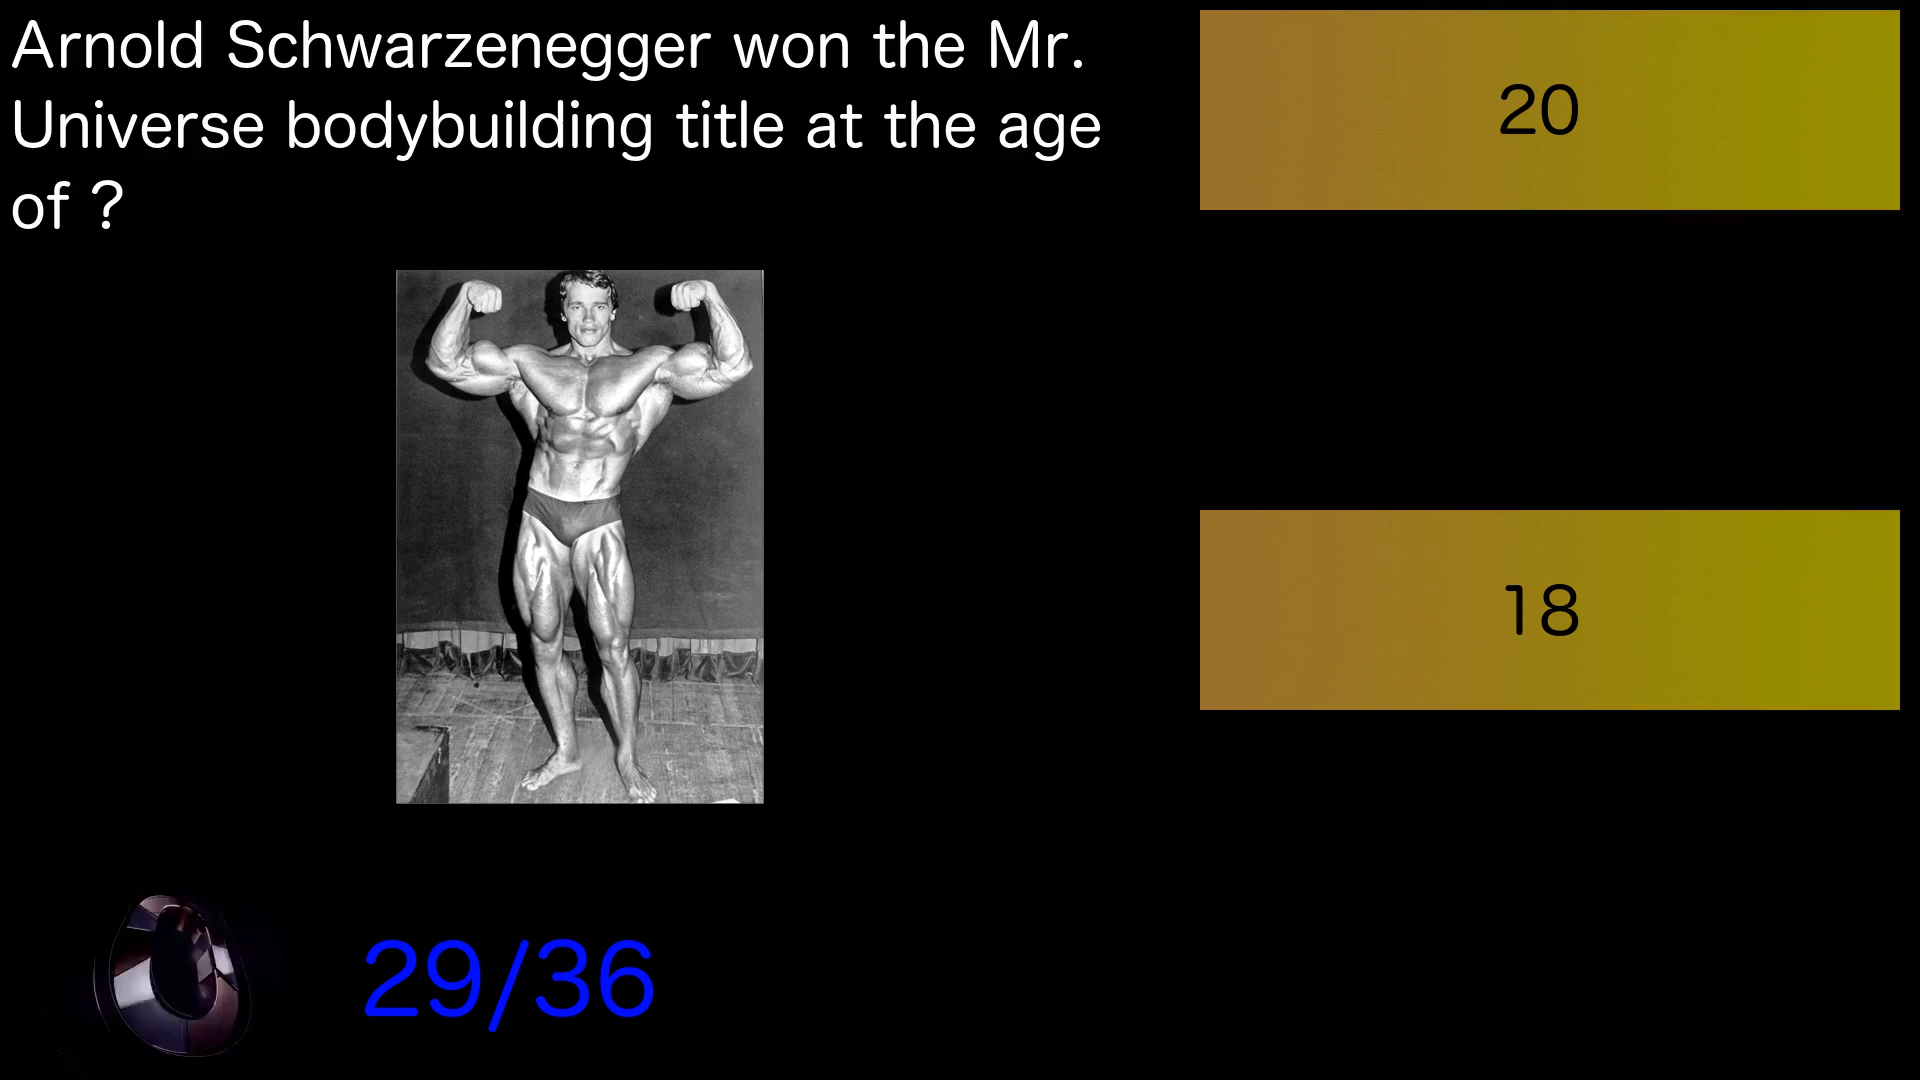 Arnold Schwarzenegger won the Mr.
Universe bodybuilding title at the age
of ?
20
18
29/36